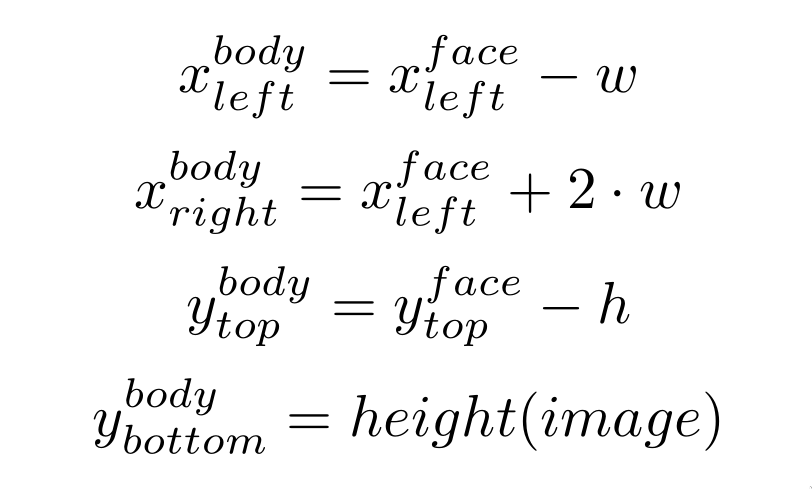 x_{left}^{body} = x_{left}^{face} − w
x_{right}^{body} = x_{left}^{face} + 2 · w
y_{top}^{body} = y_{top}^{face} − h
y_{bottom}^{body} = height(image)